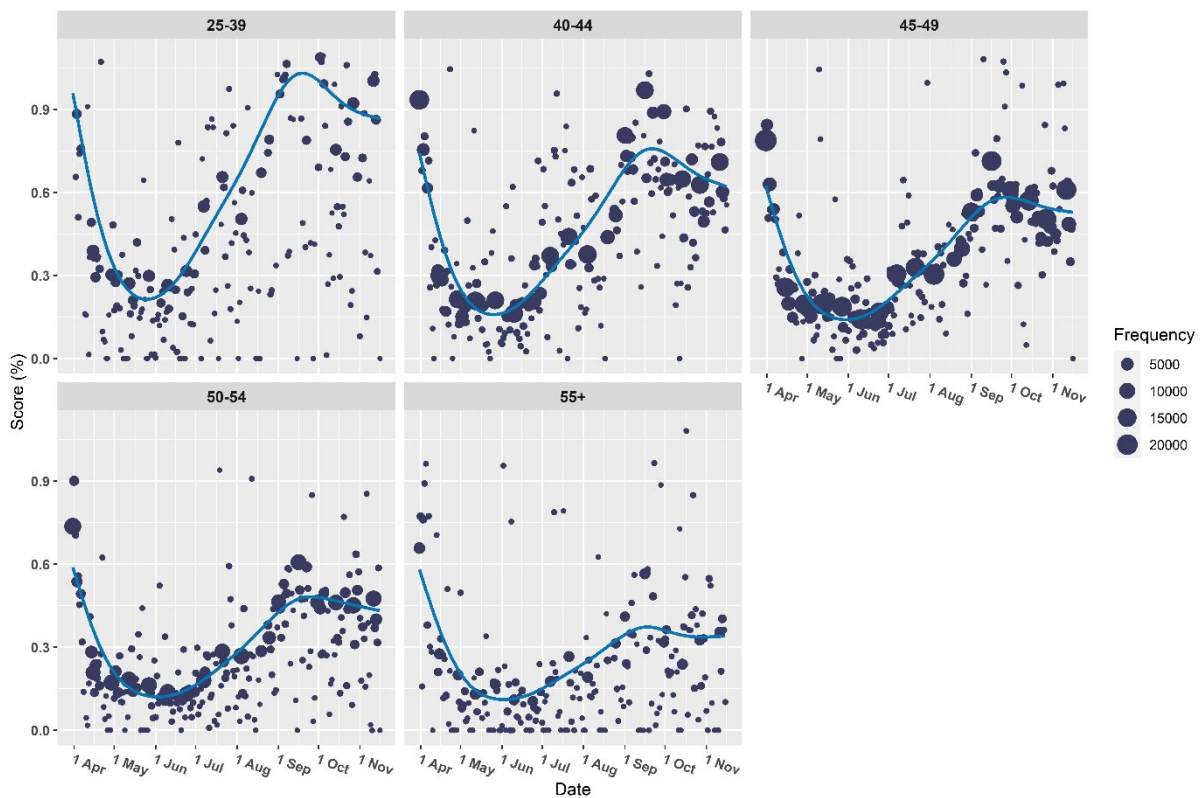 25-39
40-44
45-49
0.9
0.6
0.3
0.0
1 Apr
1 May
1 Jun
1 Jul
1 Aug
1 Sep
1 Oct
1 Nov
Frequency
5000
10000
15000
20000
Score (%)
50-54
55+
0.9
0.6
0.3
0.0
1 Apr
1 May
1 Jun
1 Jul
1 Aug
1 Sep
1 Oct
1 Nov
1 Apr
1 May
1 Jun
1 Jul
1 Aug
1 Sep
1 Oct
1 Nov
Date